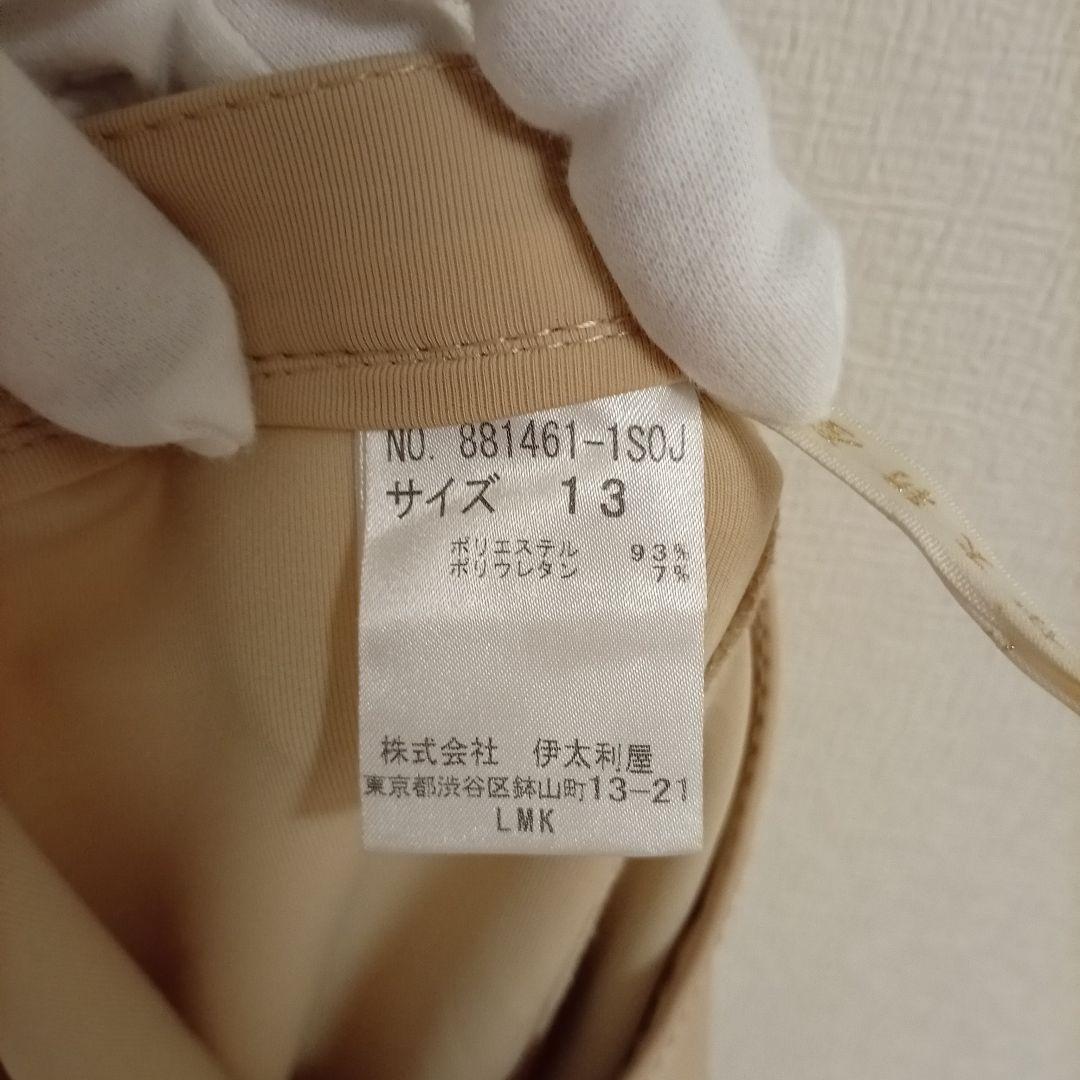 NO. 881461-1S0J
サイズ 13
ポリエステル 93%
ポリウレタン 7%
株式会社 伊太利屋
東京都渋谷区鉢山町13-21
LMK